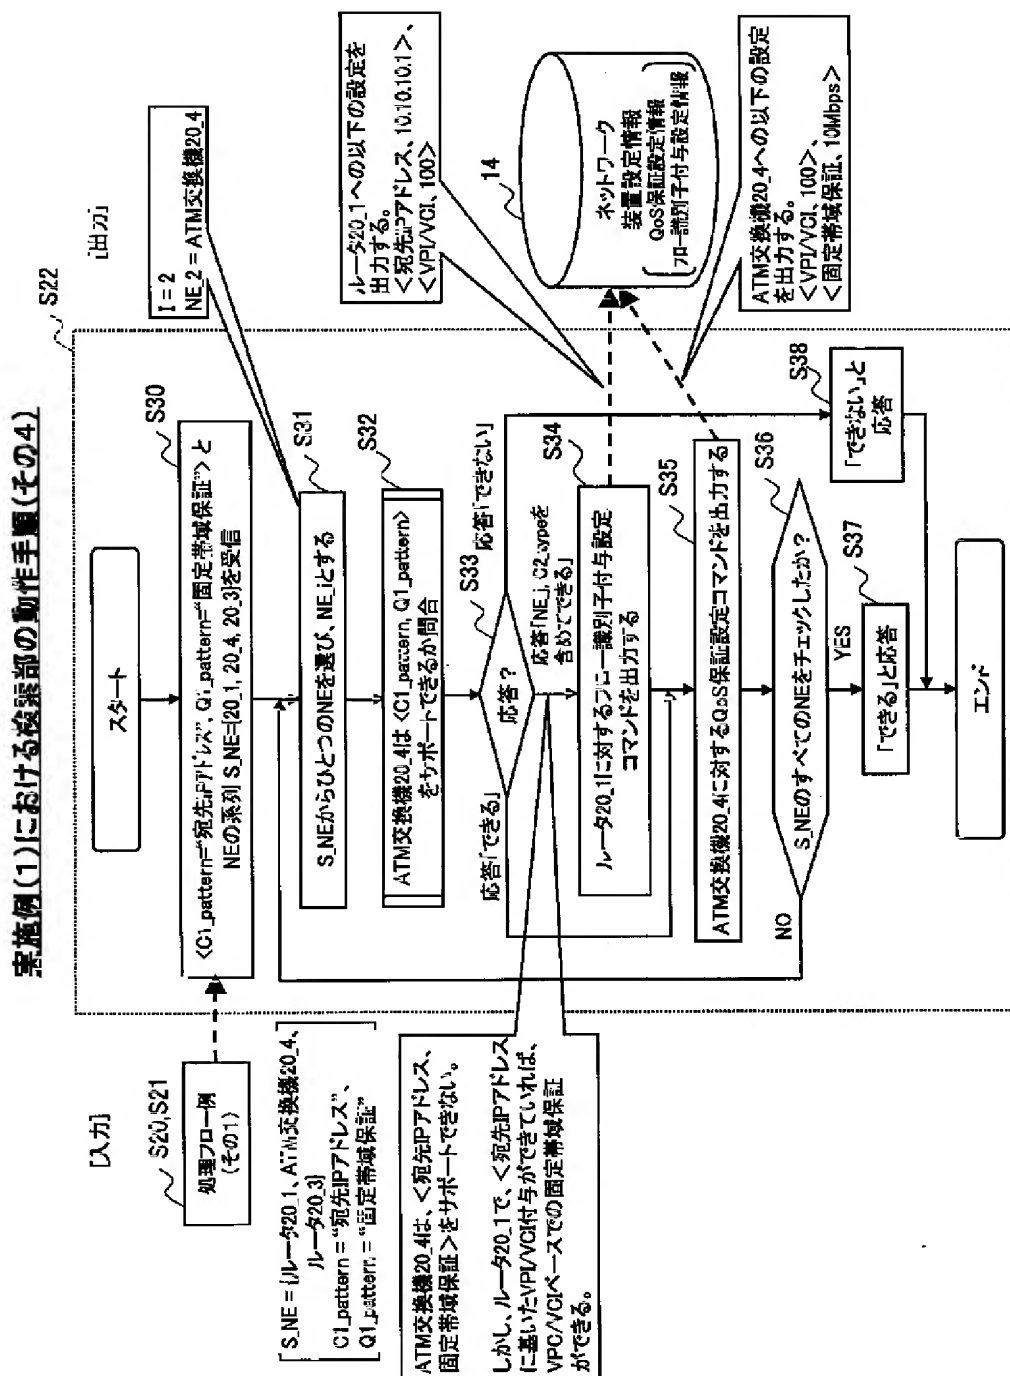 実施例(1)における検索部の動作手順(その4)
[入力]
[出力]
S22
S20,S21
処理フロー例
(その1)
S_NE = {ルータ20_1、ATM交換機20_4、
ルータ20_3}
C1_pattern = "宛先IPアドレス"、
Q1_pattern = "固定帯域保証"
スタート
S30
<C1_pattern="宛先IPアドレス", Q1_pattern="固定帯域保証"> と
NEの系列 S_NE={20_1, 20_4, 20_3}を受信
I = 2
NE_2 = ATM交換機20_4
S31
S_NEからひとつのNEを選び、NE_iとする
S32
ATM交換機20_4は <C1_pattern, Q1_pattern>
をサポートできるか問合
S33
応答?
応答「できる」
応答「できない」
応答「NE_j, C2_typeを
含めてできる」
ATM交換機20_4は、<宛先IPアドレス、
固定帯域保証>をサポートできない。
しかし、ルータ20_1で、<宛先IPアドレス
に基いたVPI/VCI付与ができていれば、
VPC/VCIベースでの固定帯域保証
ができる。
S34
ルータ20_1に対するフロー識別子付与設定
コマンドを出力する
ルータ20_1への以下の設定を
出力する。
<宛先IPアドレス、10.10.10.1>、
<VPI/VCI、100>
14
ネットワーク
装置設定情報
QoS保証設定情報
フロー識別子付与設定情報
S35
ATM交換機20_4に対するQoS保証設定コマンドを出力する
ATM交換機20_4への以下の設定
を出力する。
<VPI/VCI、100>、
<固定帯域保証、10Mbps>
S36
S_NEのすべてのNEをチェックしたか?
NO
YES
S37
「できる」と応答
S38
「できない」と
応答
エンド